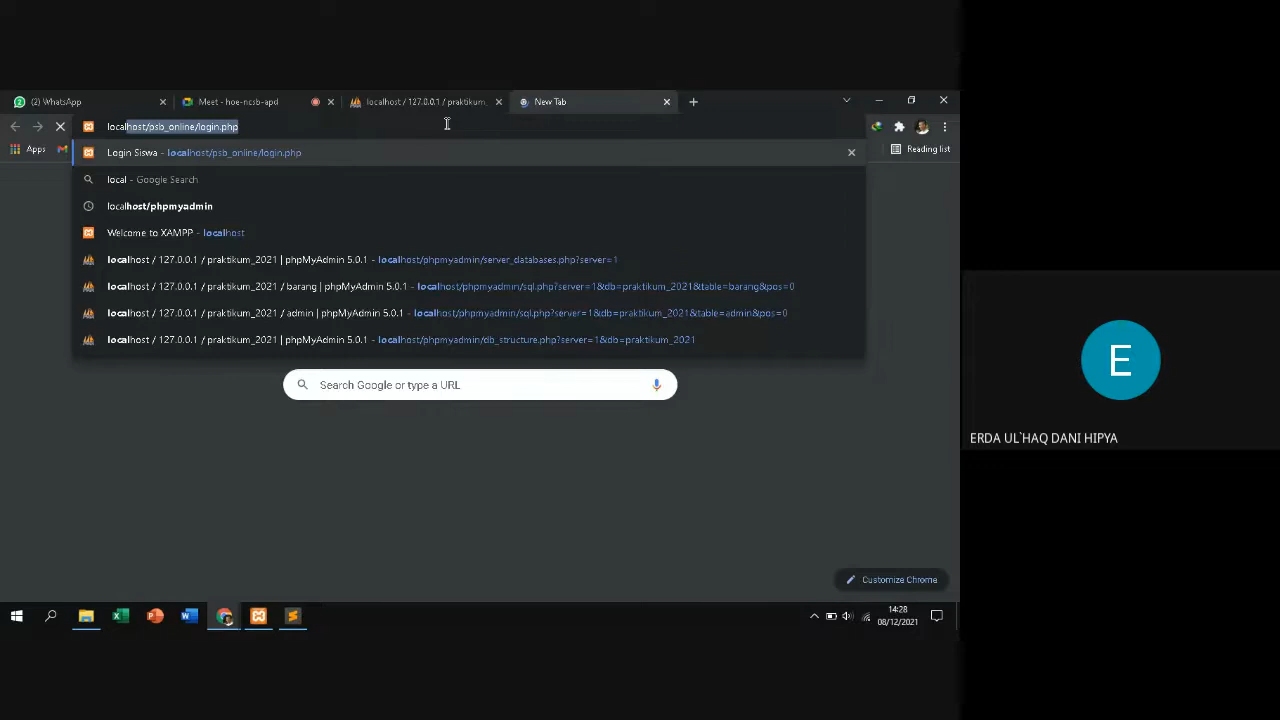 (2) WhatsApp
Meet - hoe-ncsb-apd
localhost / 127.0.0.1 / praktikum_
New Tab
localhost/psb_online/login.php
Apps
Reading list
Login Siswa - localhost/psb_online/login.php
local - Google Search
localhost/phpmyadmin
Welcome to XAMPP - localhost
localhost / 127.0.0.1 / praktikum_2021 | phpMyAdmin 5.0.1 - localhost/phpmyadmin/server_databases.php?server=1
localhost / 127.0.0.1 / praktikum_2021 / barang | phpMyAdmin 5.0.1 - localhost/phpmyadmin/sql.php?server=1&db=praktikum_2021&table=barang&pos=0
localhost / 127.0.0.1 / praktikum_2021 / admin | phpMyAdmin 5.0.1 - localhost/phpmyadmin/sql.php?server=1&db=praktikum_2021&table=admin&pos=0
localhost / 127.0.0.1 / praktikum_2021 | phpMyAdmin 5.0.1 - localhost/phpmyadmin/db_structure.php?server=1&db=praktikum_2021
Search Google or type a URL
E
ERDA UL`HAQ DANI HIPYA
Customize Chrome
14:28
08/12/2021